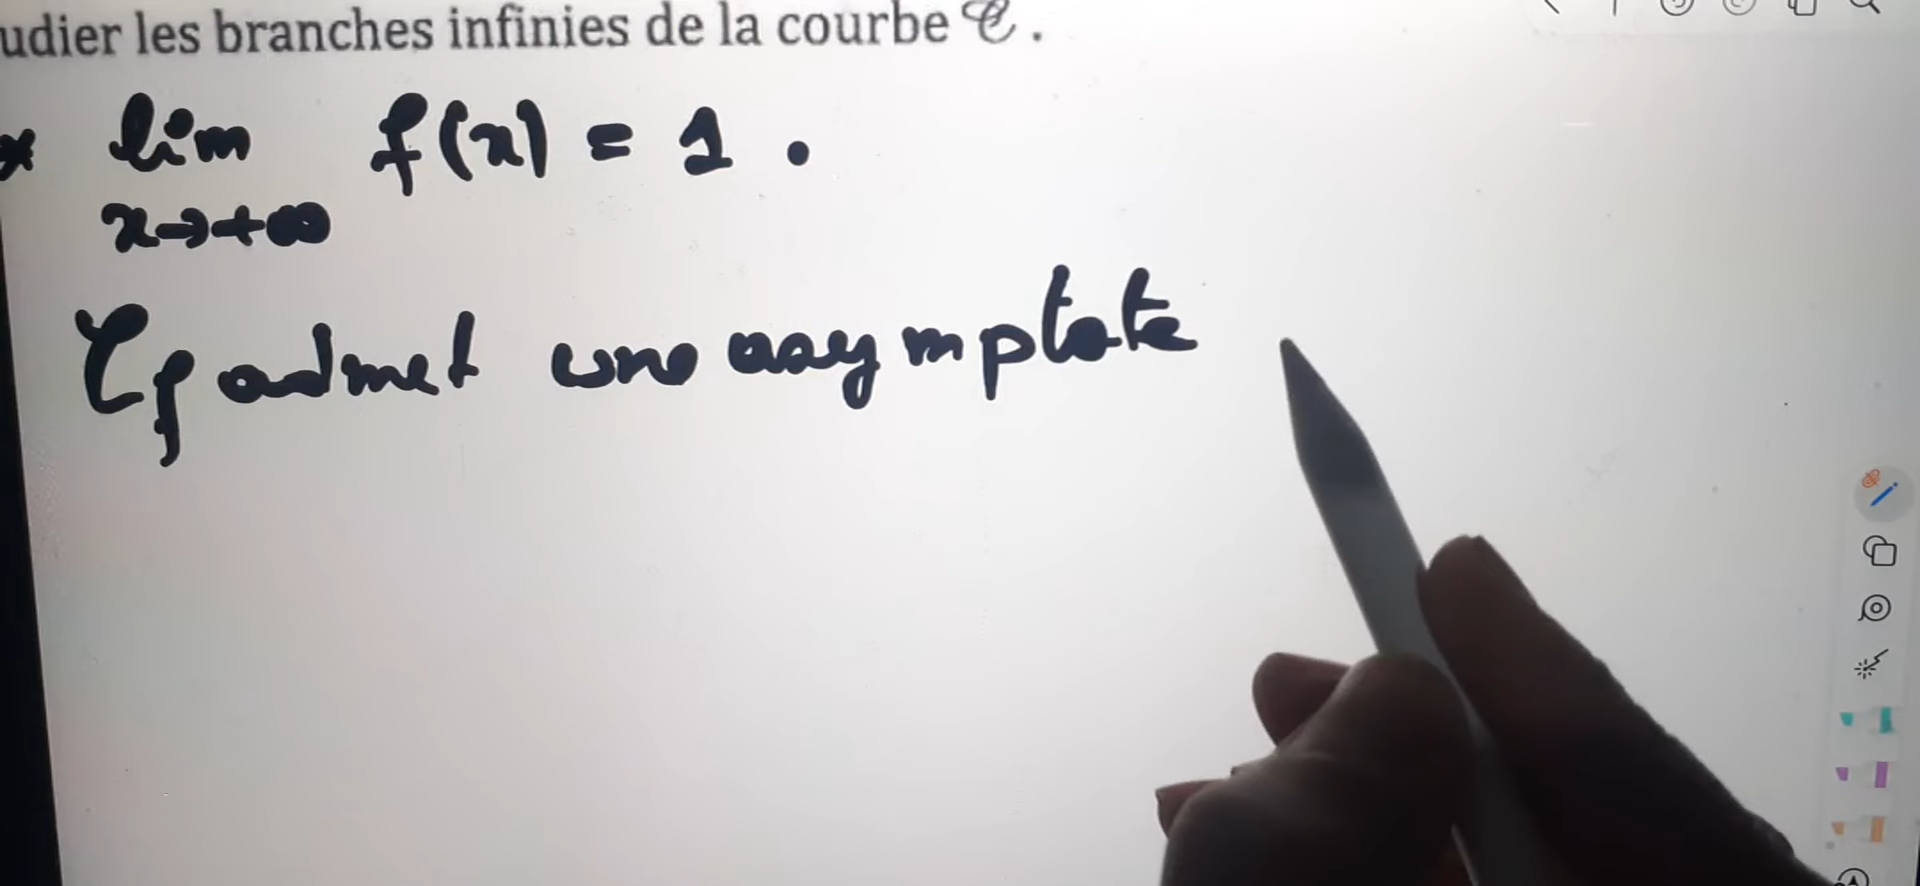 udier les branches infinies de la courbe 𝒞.
* lim f(x) = 1.
x→+∞
Cf admet une asymptote